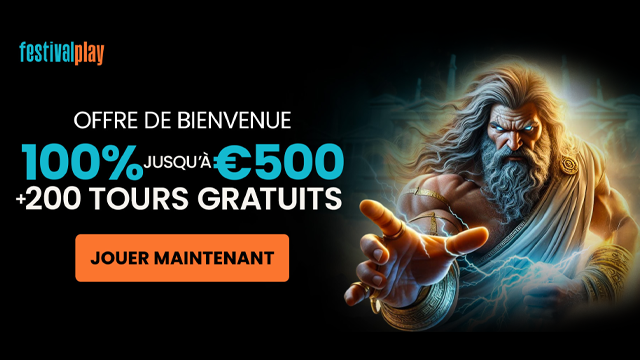 festivalplay
OFFRE DE BIENVENUE
100% JUSQU'À €500
+200 TOURS GRATUITS
JOUER MAINTENANT